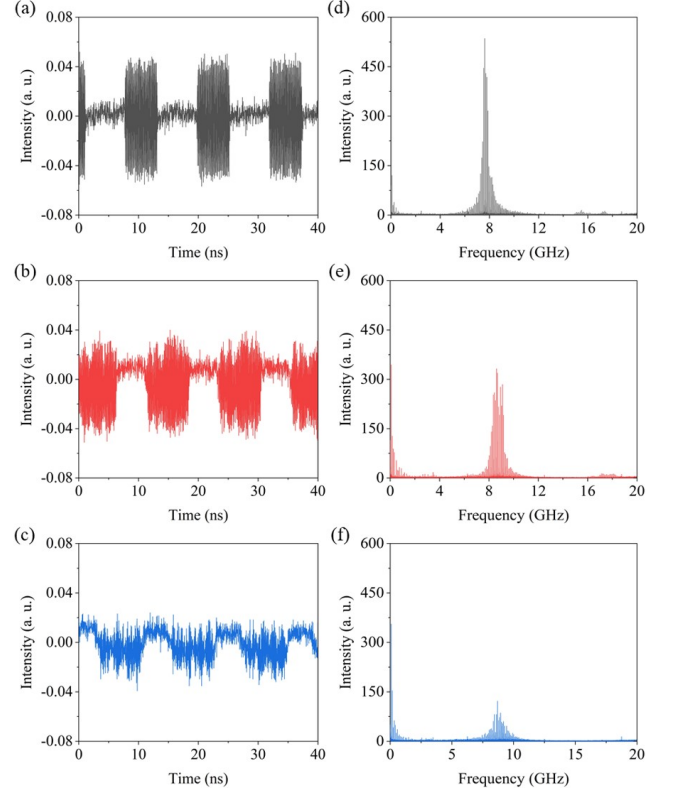 (a)
0.08
0.04
0.00
-0.04
-0.08
Intensity (a. u.)
0 10 20 30 40
Time (ns)
(d)
600
450
300
150
0
Intensity (a. u.)
0 4 8 12 16 20
Frequency (GHz)
(b)
0.08
0.04
0.00
-0.04
-0.08
Intensity (a. u.)
0 10 20 30 40
Time (ns)
(e)
600
450
300
150
0
Intensity (a. u.)
0 4 8 12 16 20
Frequency (GHz)
(c)
0.08
0.04
0.00
-0.04
-0.08
Intensity (a. u.)
0 10 20 30 40
Time (ns)
(f)
600
450
300
150
0
Intensity (a. u.)
0 5 10 15 20
Frequency (GHz)